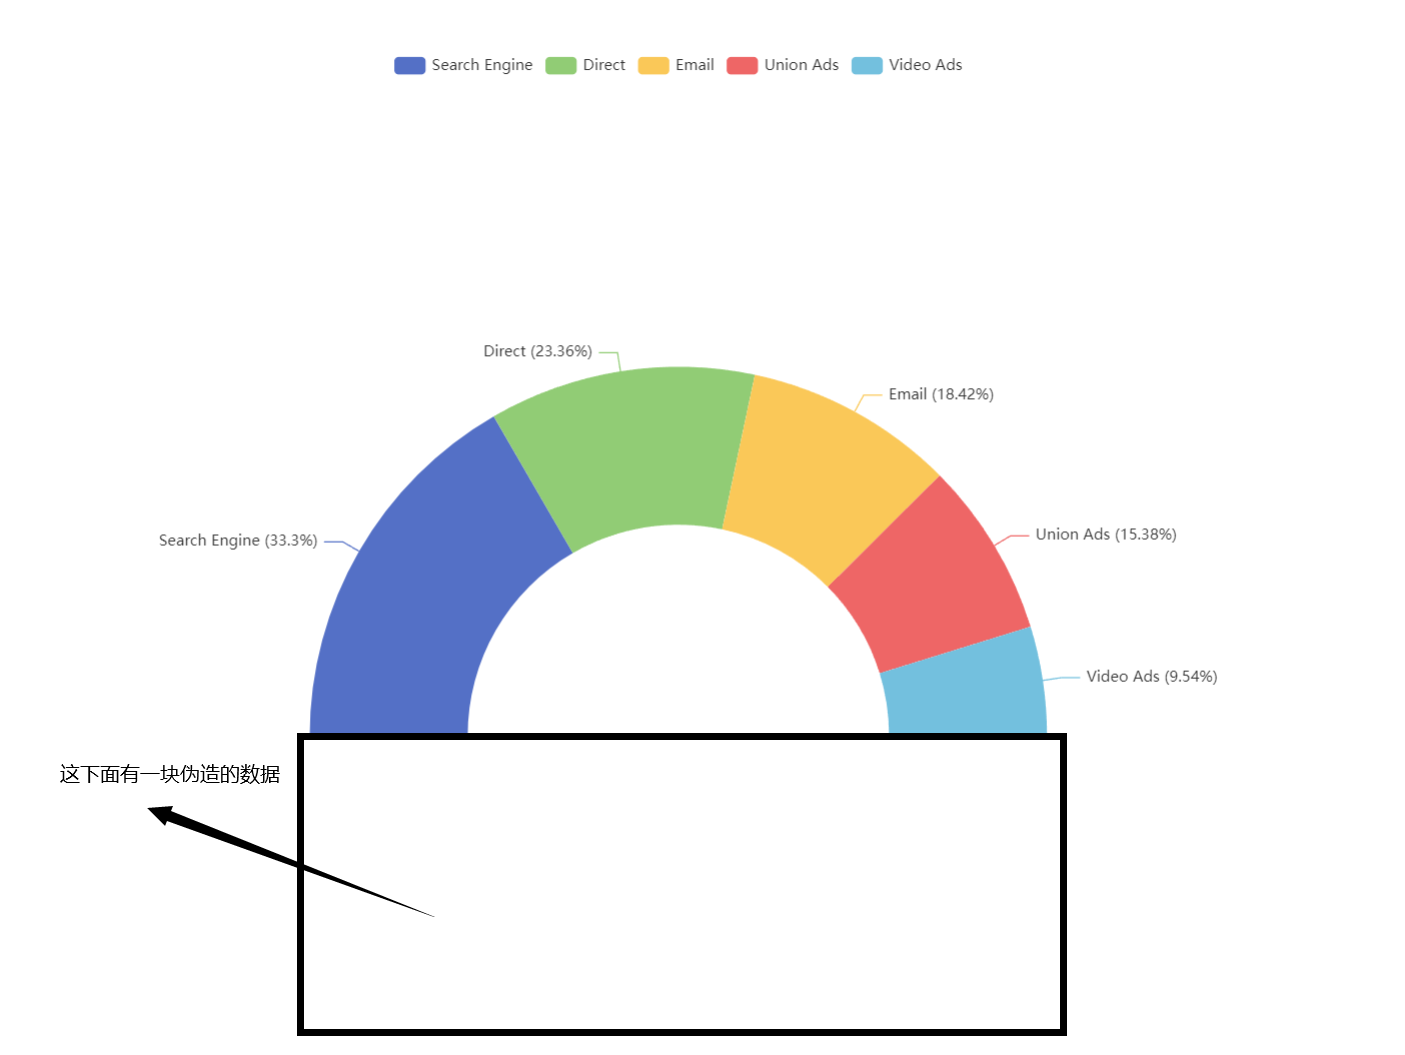 Search Engine Direct Email Union Ads Video Ads
Direct (23.36%)
Email (18.42%)
Search Engine (33.3%)
Union Ads (15.38%)
Video Ads (9.54%)
这下面有一块伪造的数据